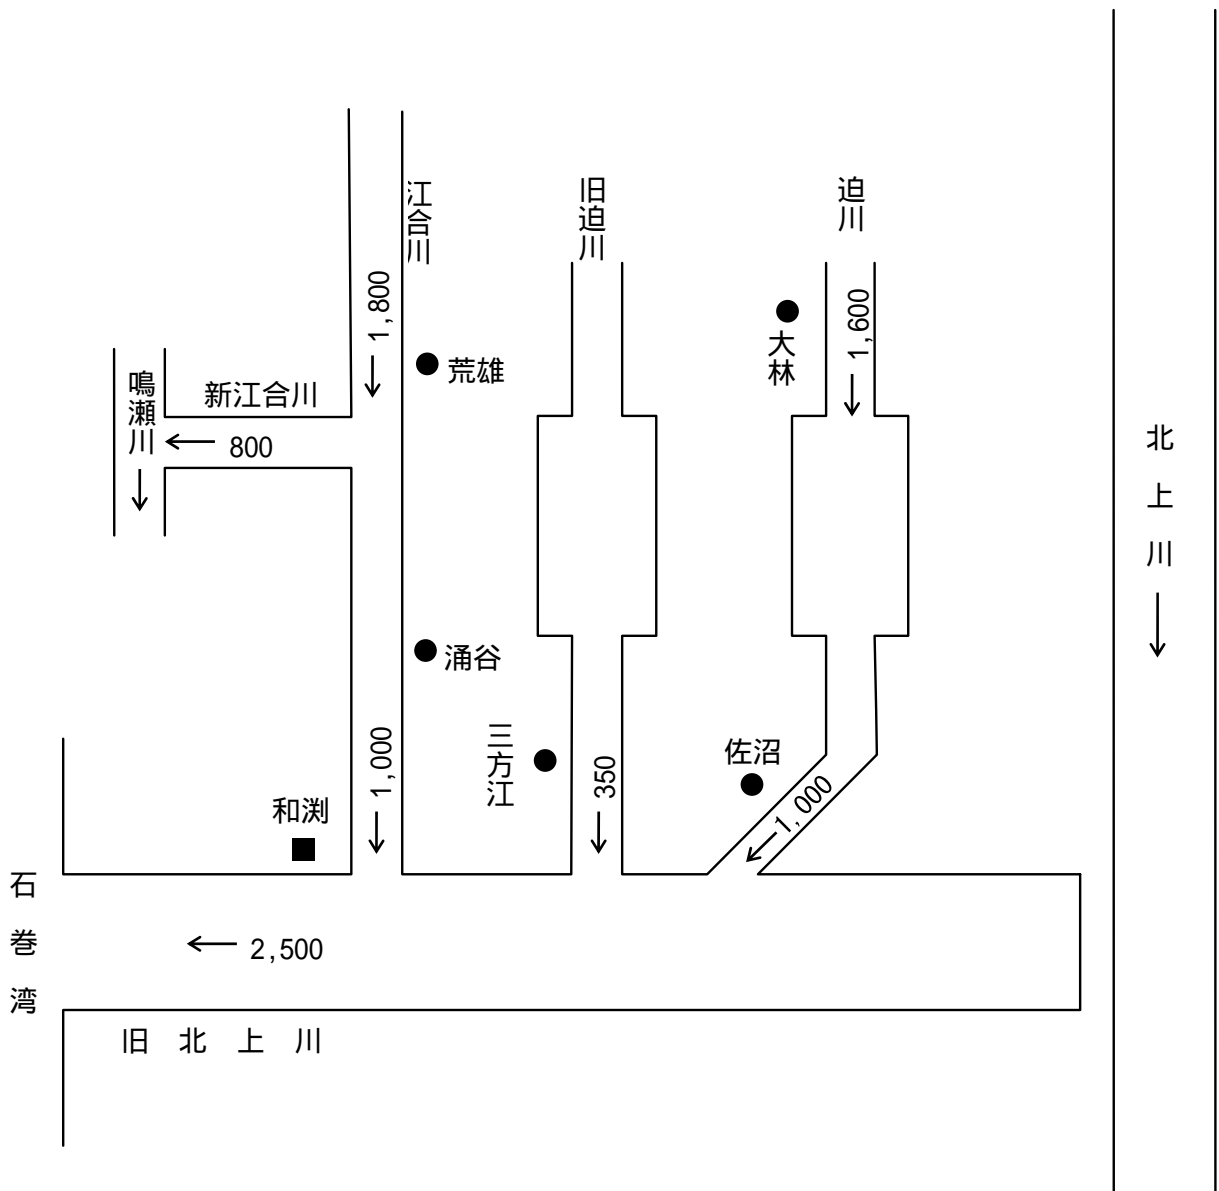 江合川
旧迫川
迫川
1,800
1,600
大林
荒雄
鳴瀬川
新江合川
800
北上川
涌谷
三方江
佐沼
1,000
350
1,000
和渕
石巻湾
2,500
旧北上川